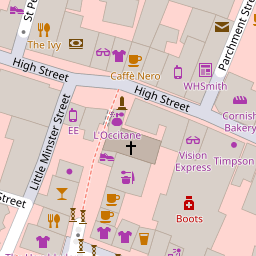 St P
The Ivy
Parchment Street
High Street
Caffè Nero
High Street
WHSmith
Little Minster Street
Cornish
Bakery
EE
L'Occitane
Timpson
Vision
Express
Street
Boots